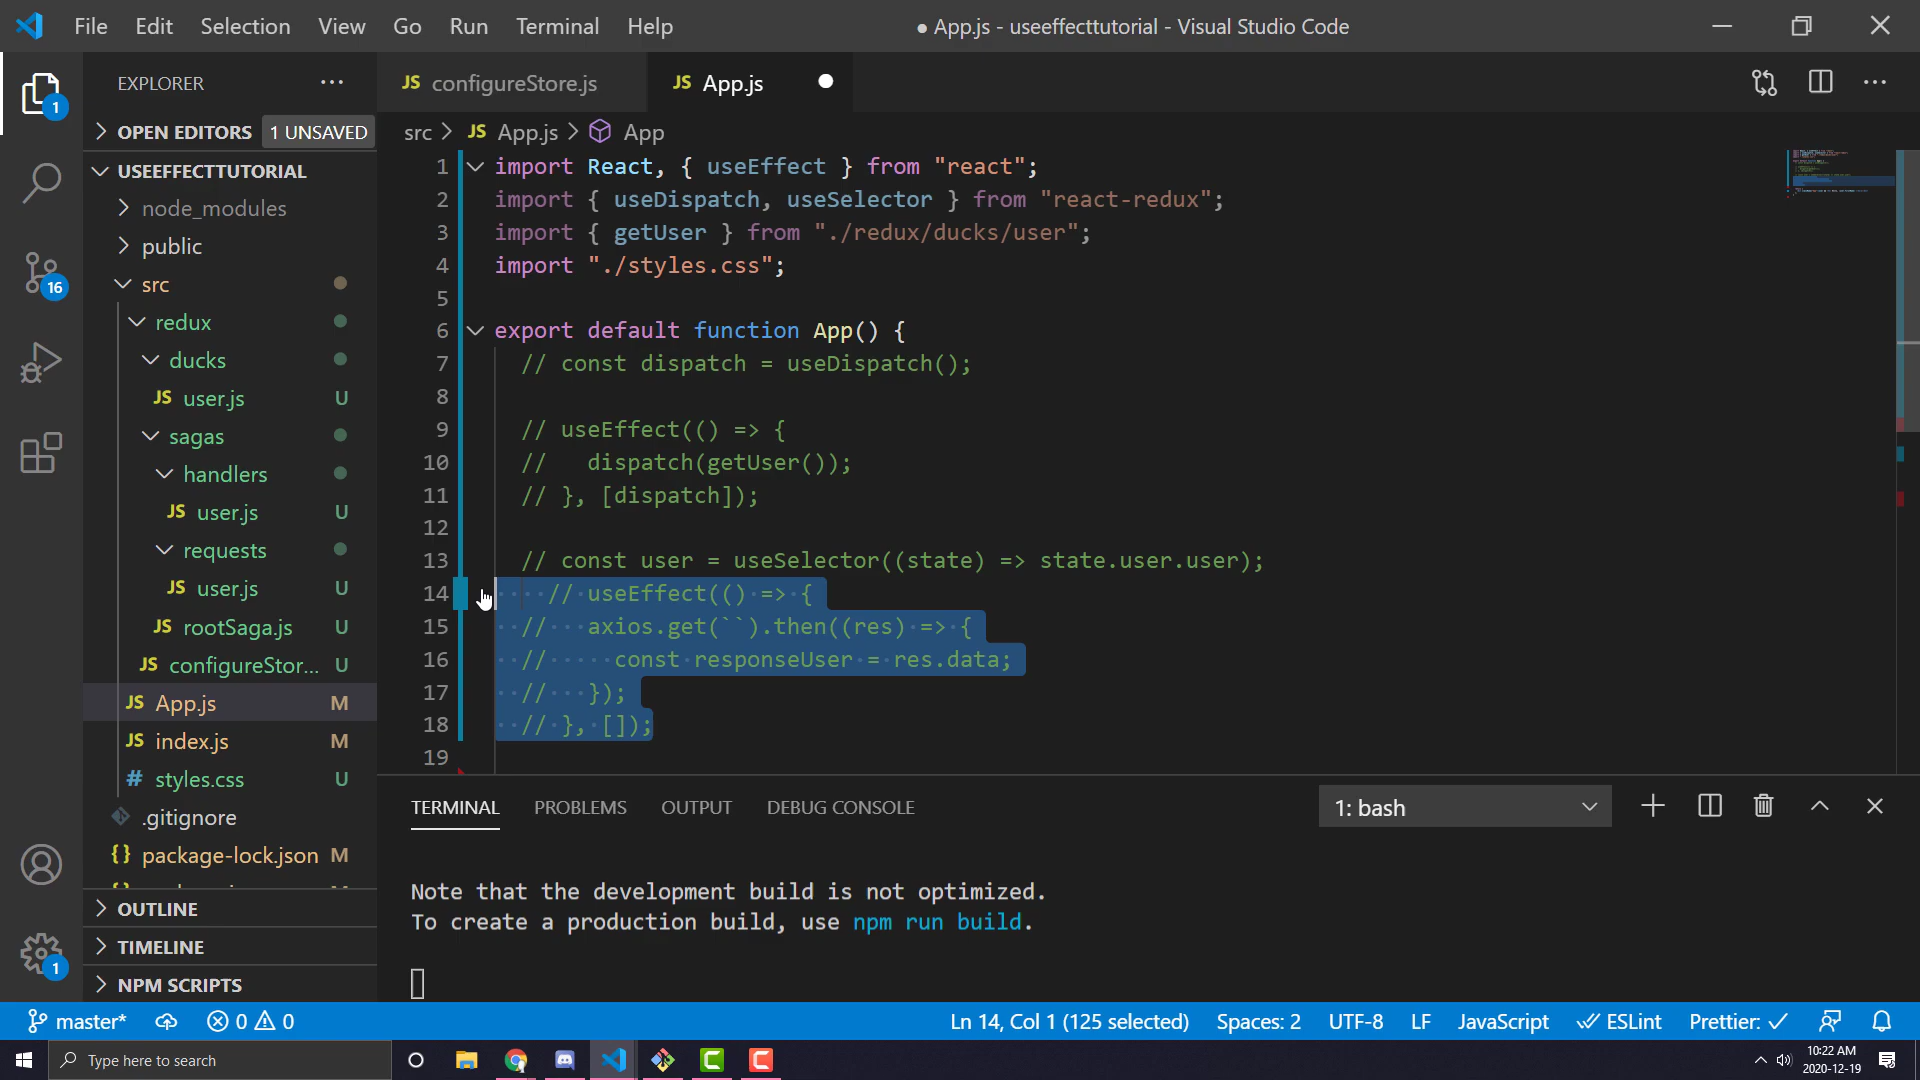 File Edit Selection View Go Run Terminal Help
● App.js - useeffecttutorial - Visual Studio Code
EXPLORER ···
OPEN EDITORS 1 UNSAVED
USEEFFECTTUTORIAL
node_modules
public
src
redux
ducks
JS user.js U
sagas
handlers
JS user.js U
requests
JS user.js U
JS rootSaga.js U
JS configureStor... U
JS App.js M
JS index.js M
# styles.css U
.gitignore
{} package-lock.json M
OUTLINE
TIMELINE
NPM SCRIPTS
1
16
1
JS configureStore.js
JS App.js ●
src > JS App.js > App
1 import React, { useEffect } from "react";
2 import { useDispatch, useSelector } from "react-redux";
3 import { getUser } from "./redux/ducks/user";
4 import "./styles.css";
5
6 export default function App() {
7 // const dispatch = useDispatch();
8
9 // useEffect(() => {
10 //   dispatch(getUser());
11 // }, [dispatch]);
12
13 // const user = useSelector((state) => state.user.user);
14 // useEffect(() => {
15 //   axios.get(``).then((res) => {
16 //     const responseUser = res.data;
17 //   });
18 // }, []);
19
TERMINAL PROBLEMS OUTPUT DEBUG CONSOLE 1: bash
Note that the development build is not optimized.
To create a production build, use npm run build.
master* 0 0 Ln 14, Col 1 (125 selected) Spaces: 2 UTF-8 LF JavaScript ESLint Prettier: ✓
Type here to search
10:22 AM
2020-12-19